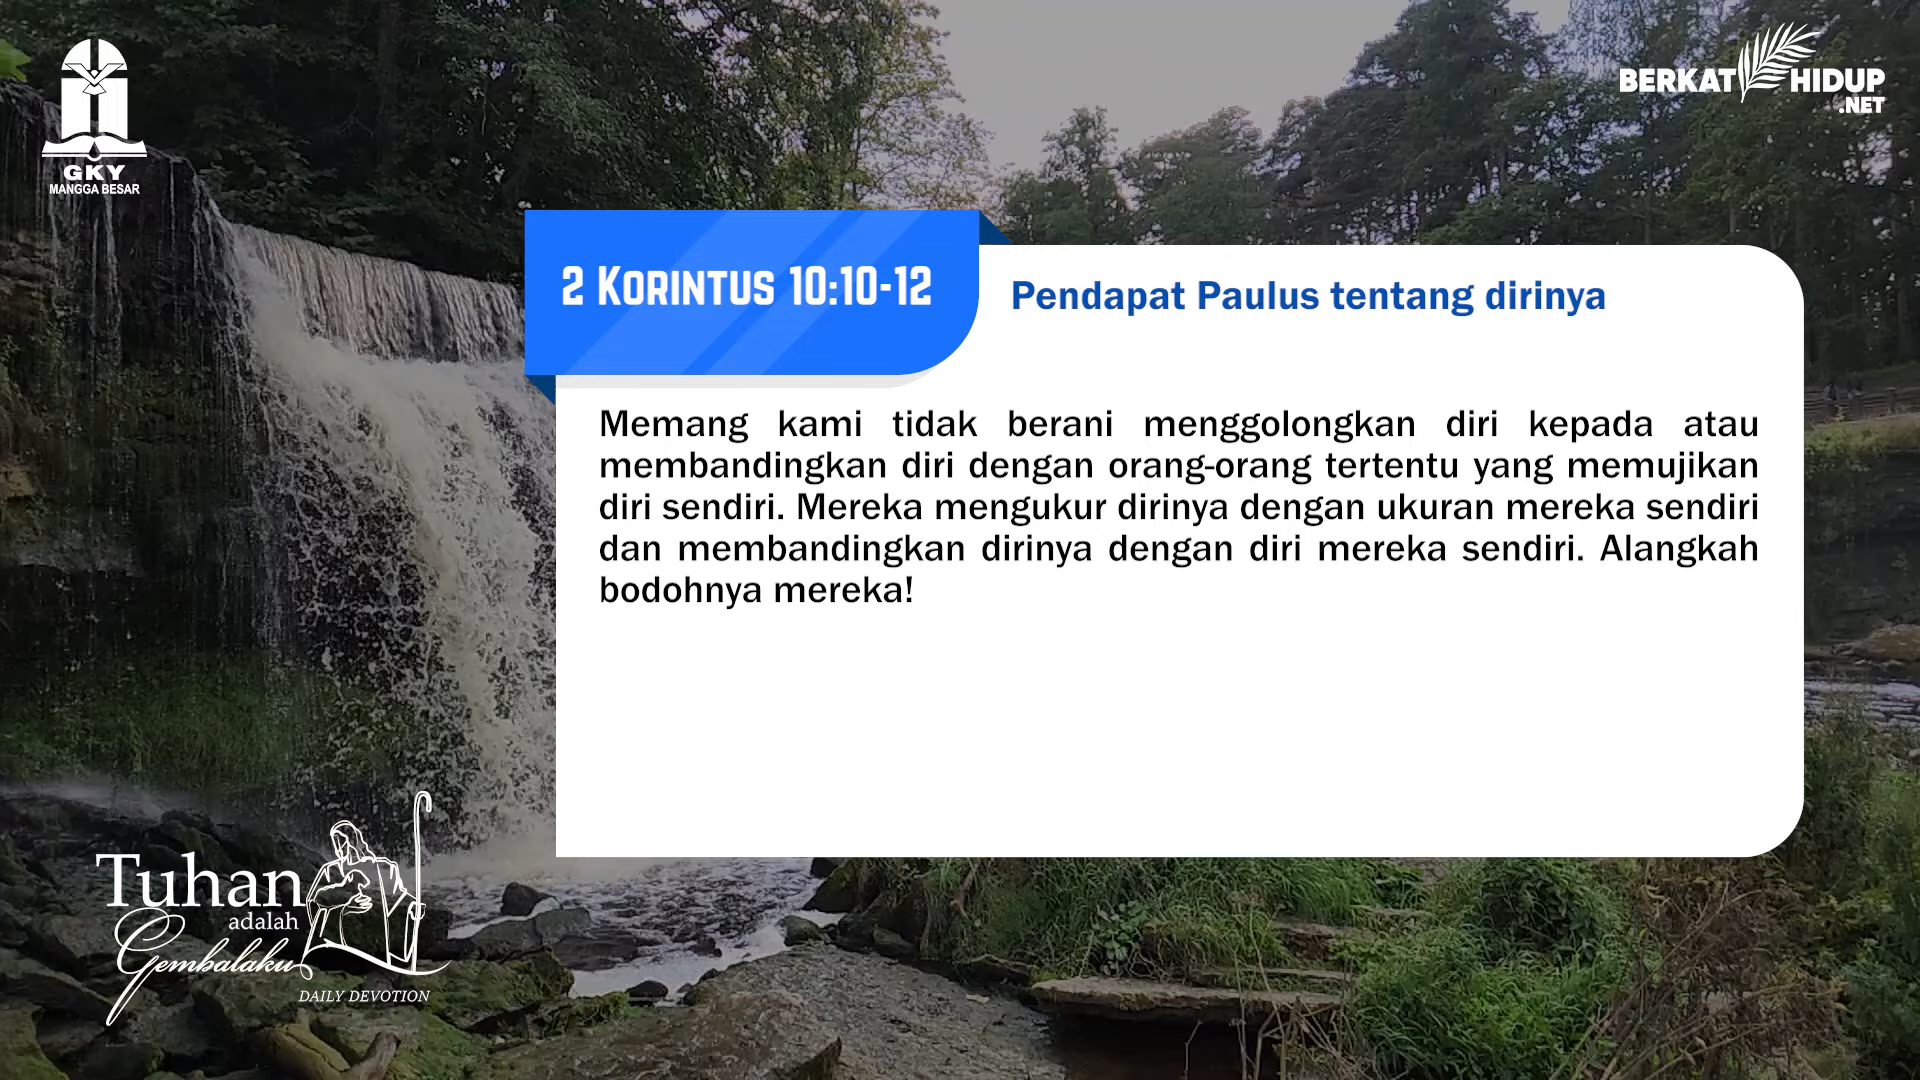 GKY
MANGGA BESAR
BERKAT HIDUP
.NET
2 KORINTUS 10:10-12
Pendapat Paulus tentang dirinya
Memang kami tidak berani menggolongkan diri kepada atau
membandingkan diri dengan orang-orang tertentu yang memujikan
diri sendiri. Mereka mengukur dirinya dengan ukuran mereka sendiri
dan membandingkan dirinya dengan diri mereka sendiri. Alangkah
bodohnya mereka!
Tuhan
adalah
Gembalaku
DAILY DEVOTION